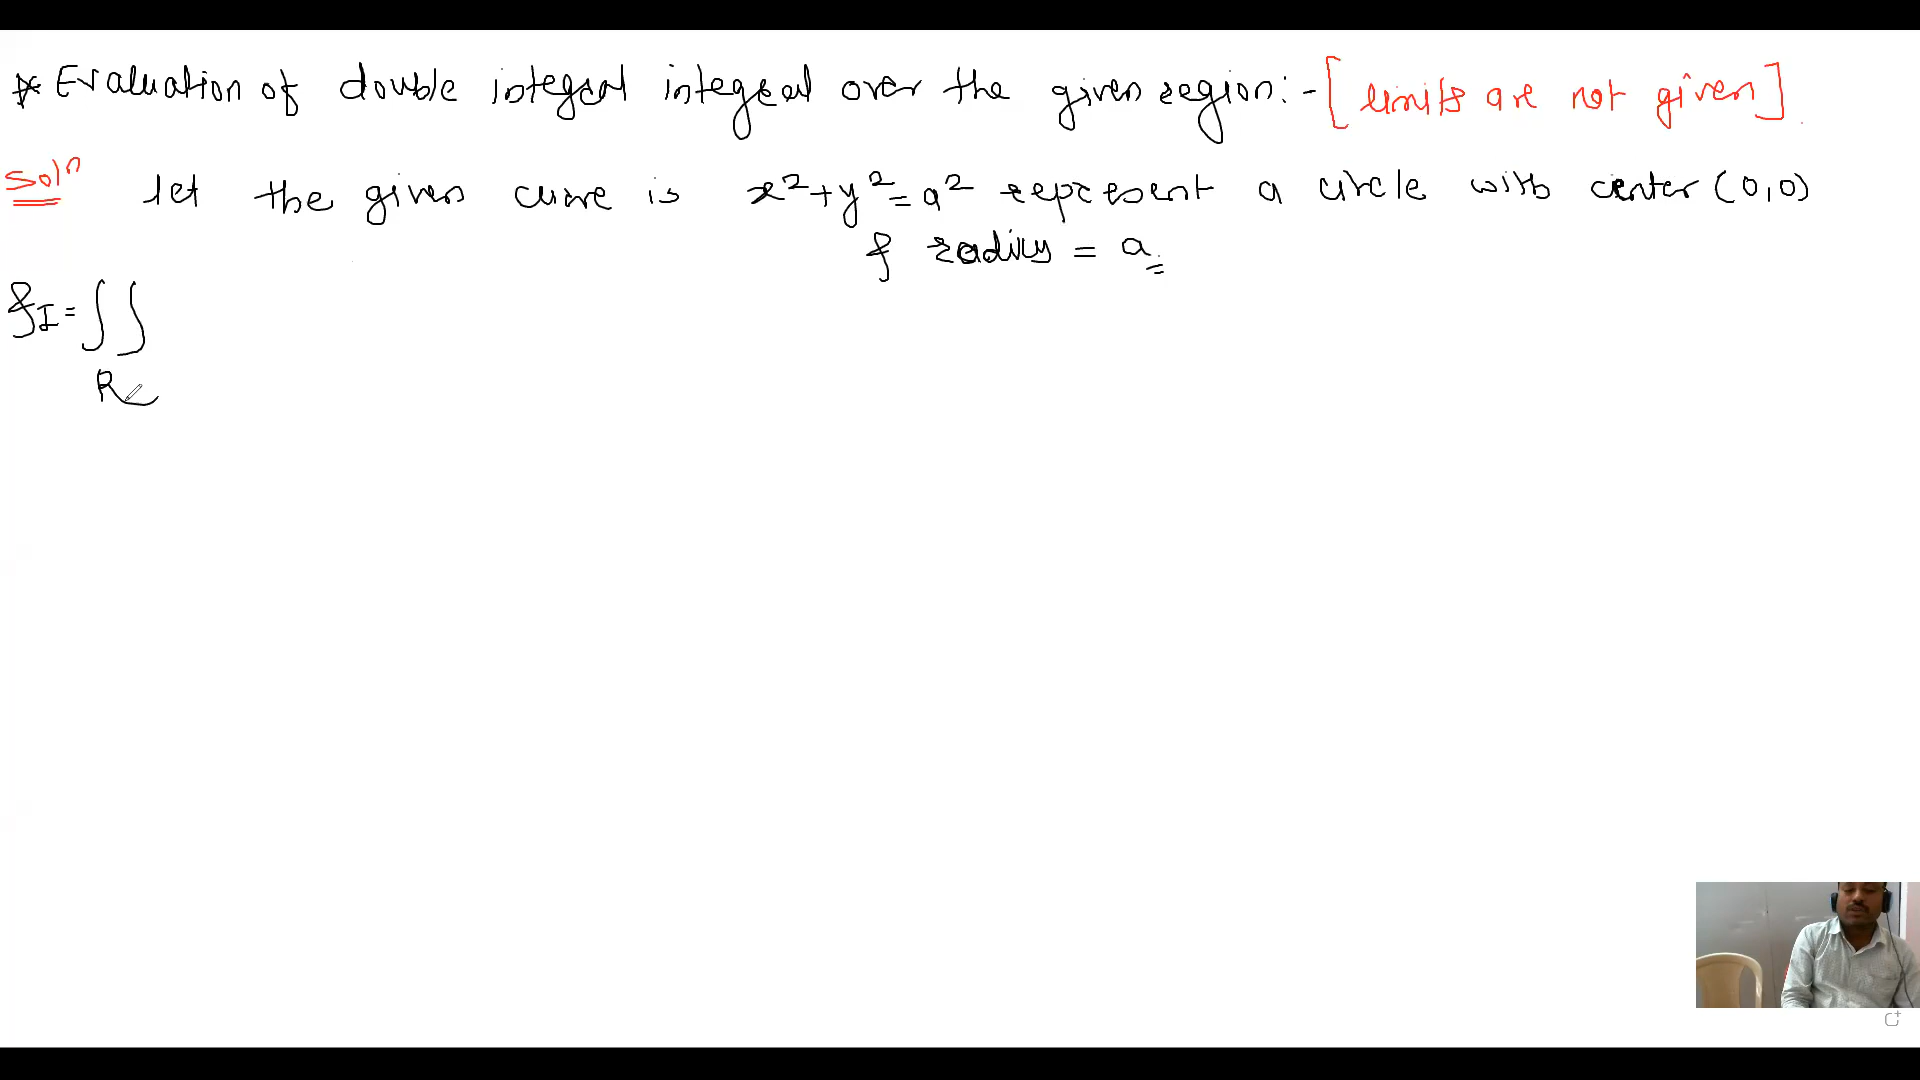 * Evaluation of double integral integral over the given region :- [limits are not given]
Soln let the given curve is x²+y²=a² represent a circle with center (0,0)
& radius = a
& I = ∫∫
R